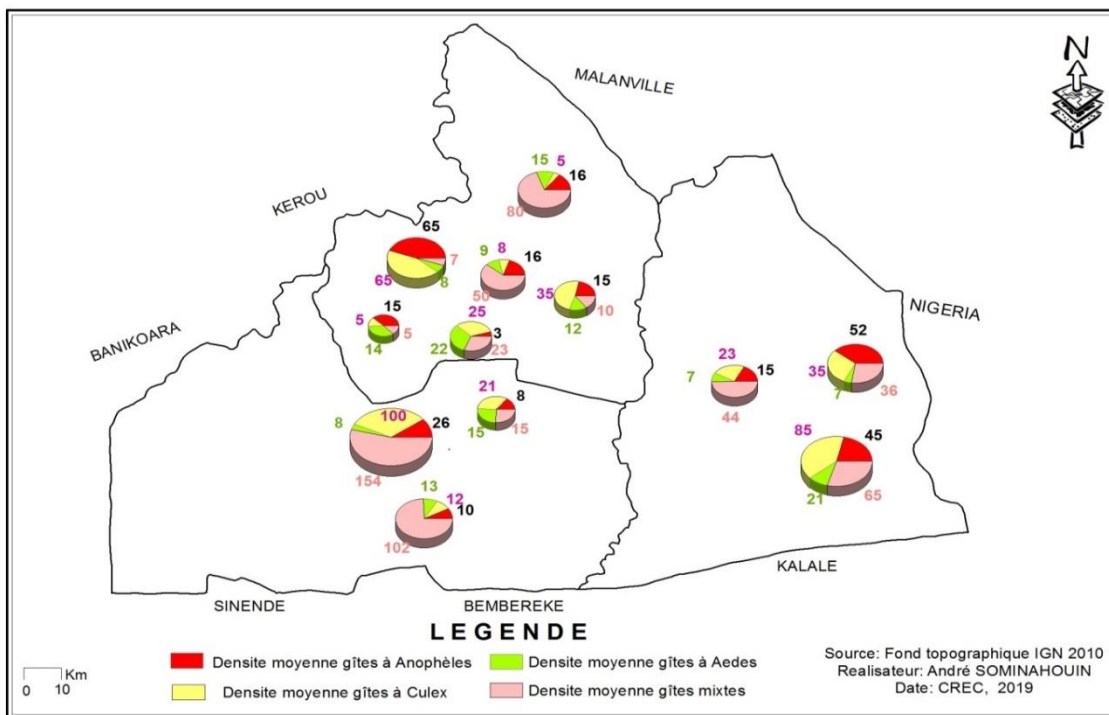 N
MALANVILLE
15 5
16
80
KEROU
65
7
65 8
9 8
16
50
15
35
10
12
NIGERIA
5 15
5
14
25
3
22 23
BANIKOARA
52
35
7 36
23
15
7
44
21
8
15 15
100
8 26
154
85 45
21 65
13
12
10
102
KALALE
SINENDE BEMBEREKE
LEGENDE
Densite moyenne gîtes à Anophèles Densite moyenne gîtes à Aedes
Densite moyenne gîtes à Culex Densite moyenne gîtes mixtes
Km
0 10
Source: Fond topographique IGN 2010
Realisateur: André SOMINAHOUIN
Date: CREC, 2019